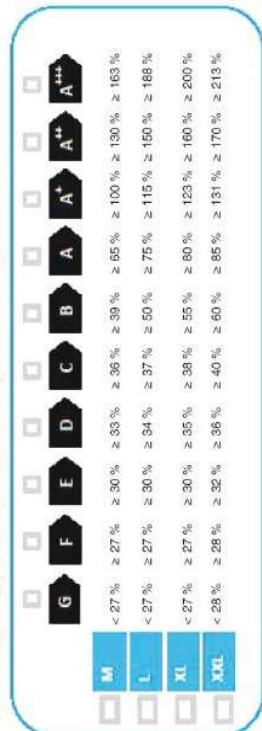 G F E D C B A A⁺ A⁺⁺ A⁺⁺⁺
M < 27 % ≥ 27 % ≥ 30 % ≥ 33 % ≥ 36 % ≥ 39 % ≥ 65 % ≥ 100 % ≥ 130 % ≥ 163 %
L < 27 % ≥ 27 % ≥ 30 % ≥ 34 % ≥ 37 % ≥ 50 % ≥ 75 % ≥ 115 % ≥ 150 % ≥ 188 %
XL < 27 % ≥ 27 % ≥ 30 % ≥ 35 % ≥ 38 % ≥ 55 % ≥ 80 % ≥ 123 % ≥ 160 % ≥ 200 %
XXL < 28 % ≥ 28 % ≥ 32 % ≥ 36 % ≥ 40 % ≥ 60 % ≥ 85 % ≥ 131 % ≥ 170 % ≥ 213 %